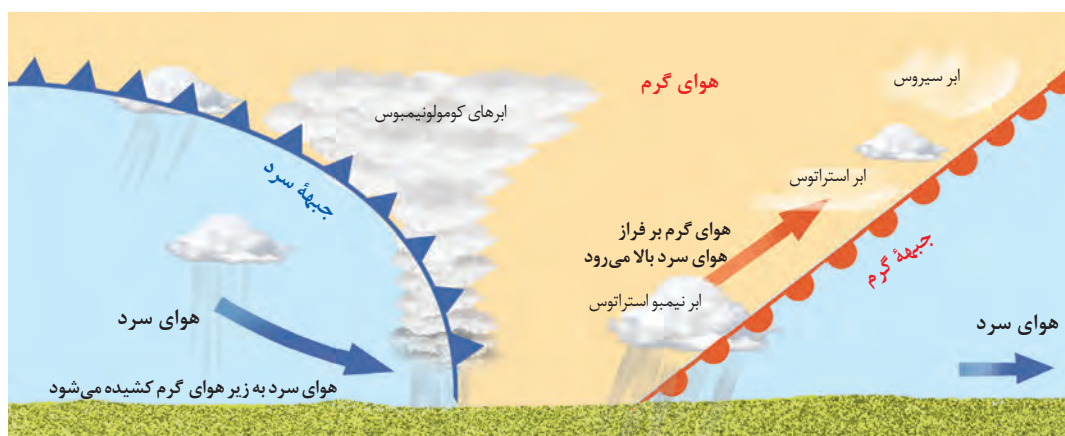 ابر سیروس
هوای گرم
ابرهای کومولونیمبوس
جبههٔ سرد
ابر استراتوس
هوای گرم بر فراز
هوای سرد بالا می‌رود
جبههٔ گرم
ابر نیمبو استراتوس
هوای سرد
هوای سرد
هوای سرد به زیر هوای گرم کشیده می‌شود